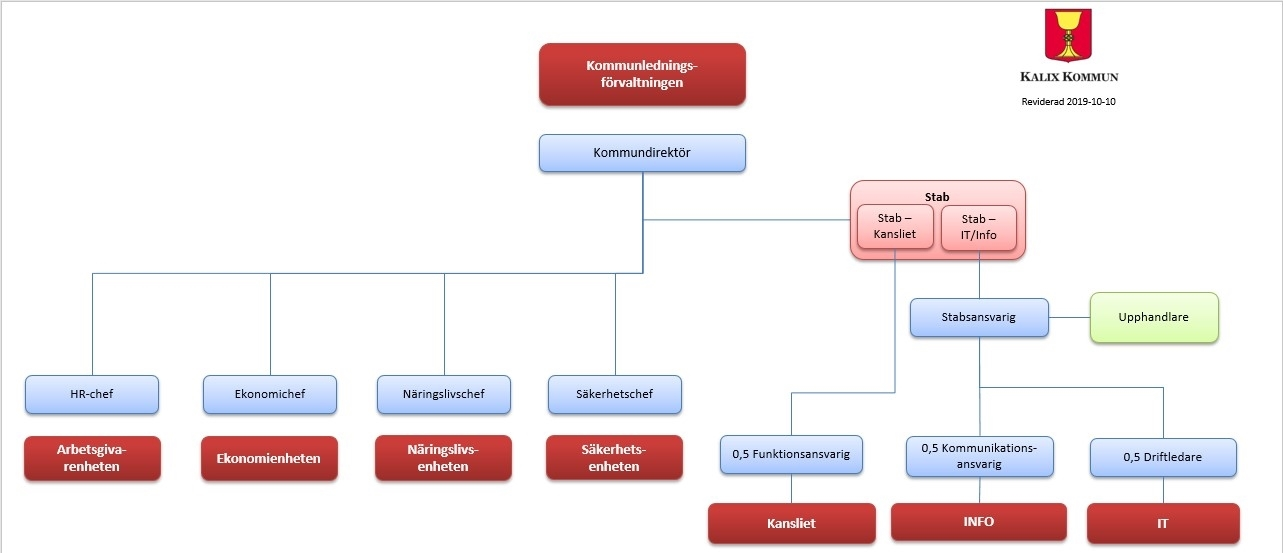 Kommunlednings-
förvaltningen
KALIX KOMMUN
Reviderad 2019-10-10
Kommundirektör
Stab
Stab –
Kansliet
Stab –
IT/Info
Stabsansvarig
Upphandlare
HR-chef
Ekonomichef
Näringslivschef
Säkerhetschef
Arbetsgiva-
renheten
Ekonomienheten
Näringslivs-
enheten
Säkerhets-
enheten
0,5 Funktionsansvarig
0,5 Kommunikations-
ansvarig
0,5 Driftledare
Kansliet
INFO
IT